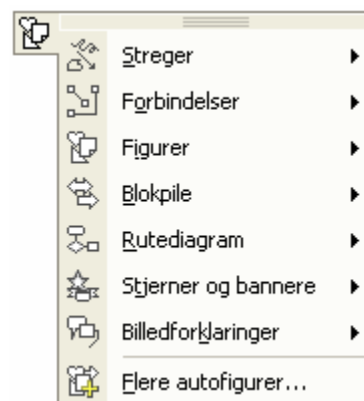 Streger
Forbindelser
Figurer
Blokpile
Rutediagram
Stjerner og bannere
Billedforklaringer
Flere autofigurer...